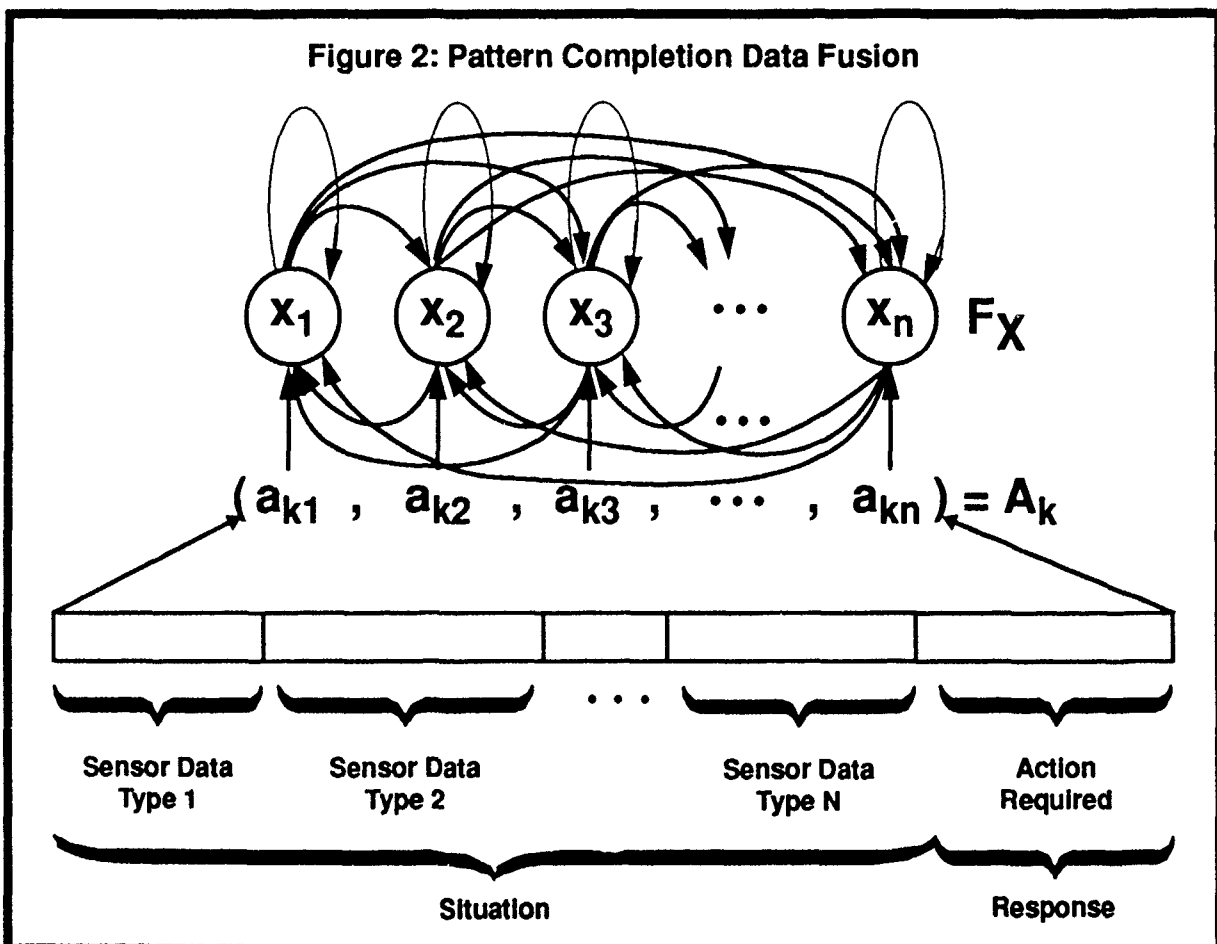 Figure 2: Pattern Completion Data Fusion
x1 x2 x3 ... xn FX
...
(ak1 , ak2 , ak3 , ... , akn) = Ak
...
Sensor Data Type 1 Sensor Data Type 2 Sensor Data Type N Action Required
Situation Response